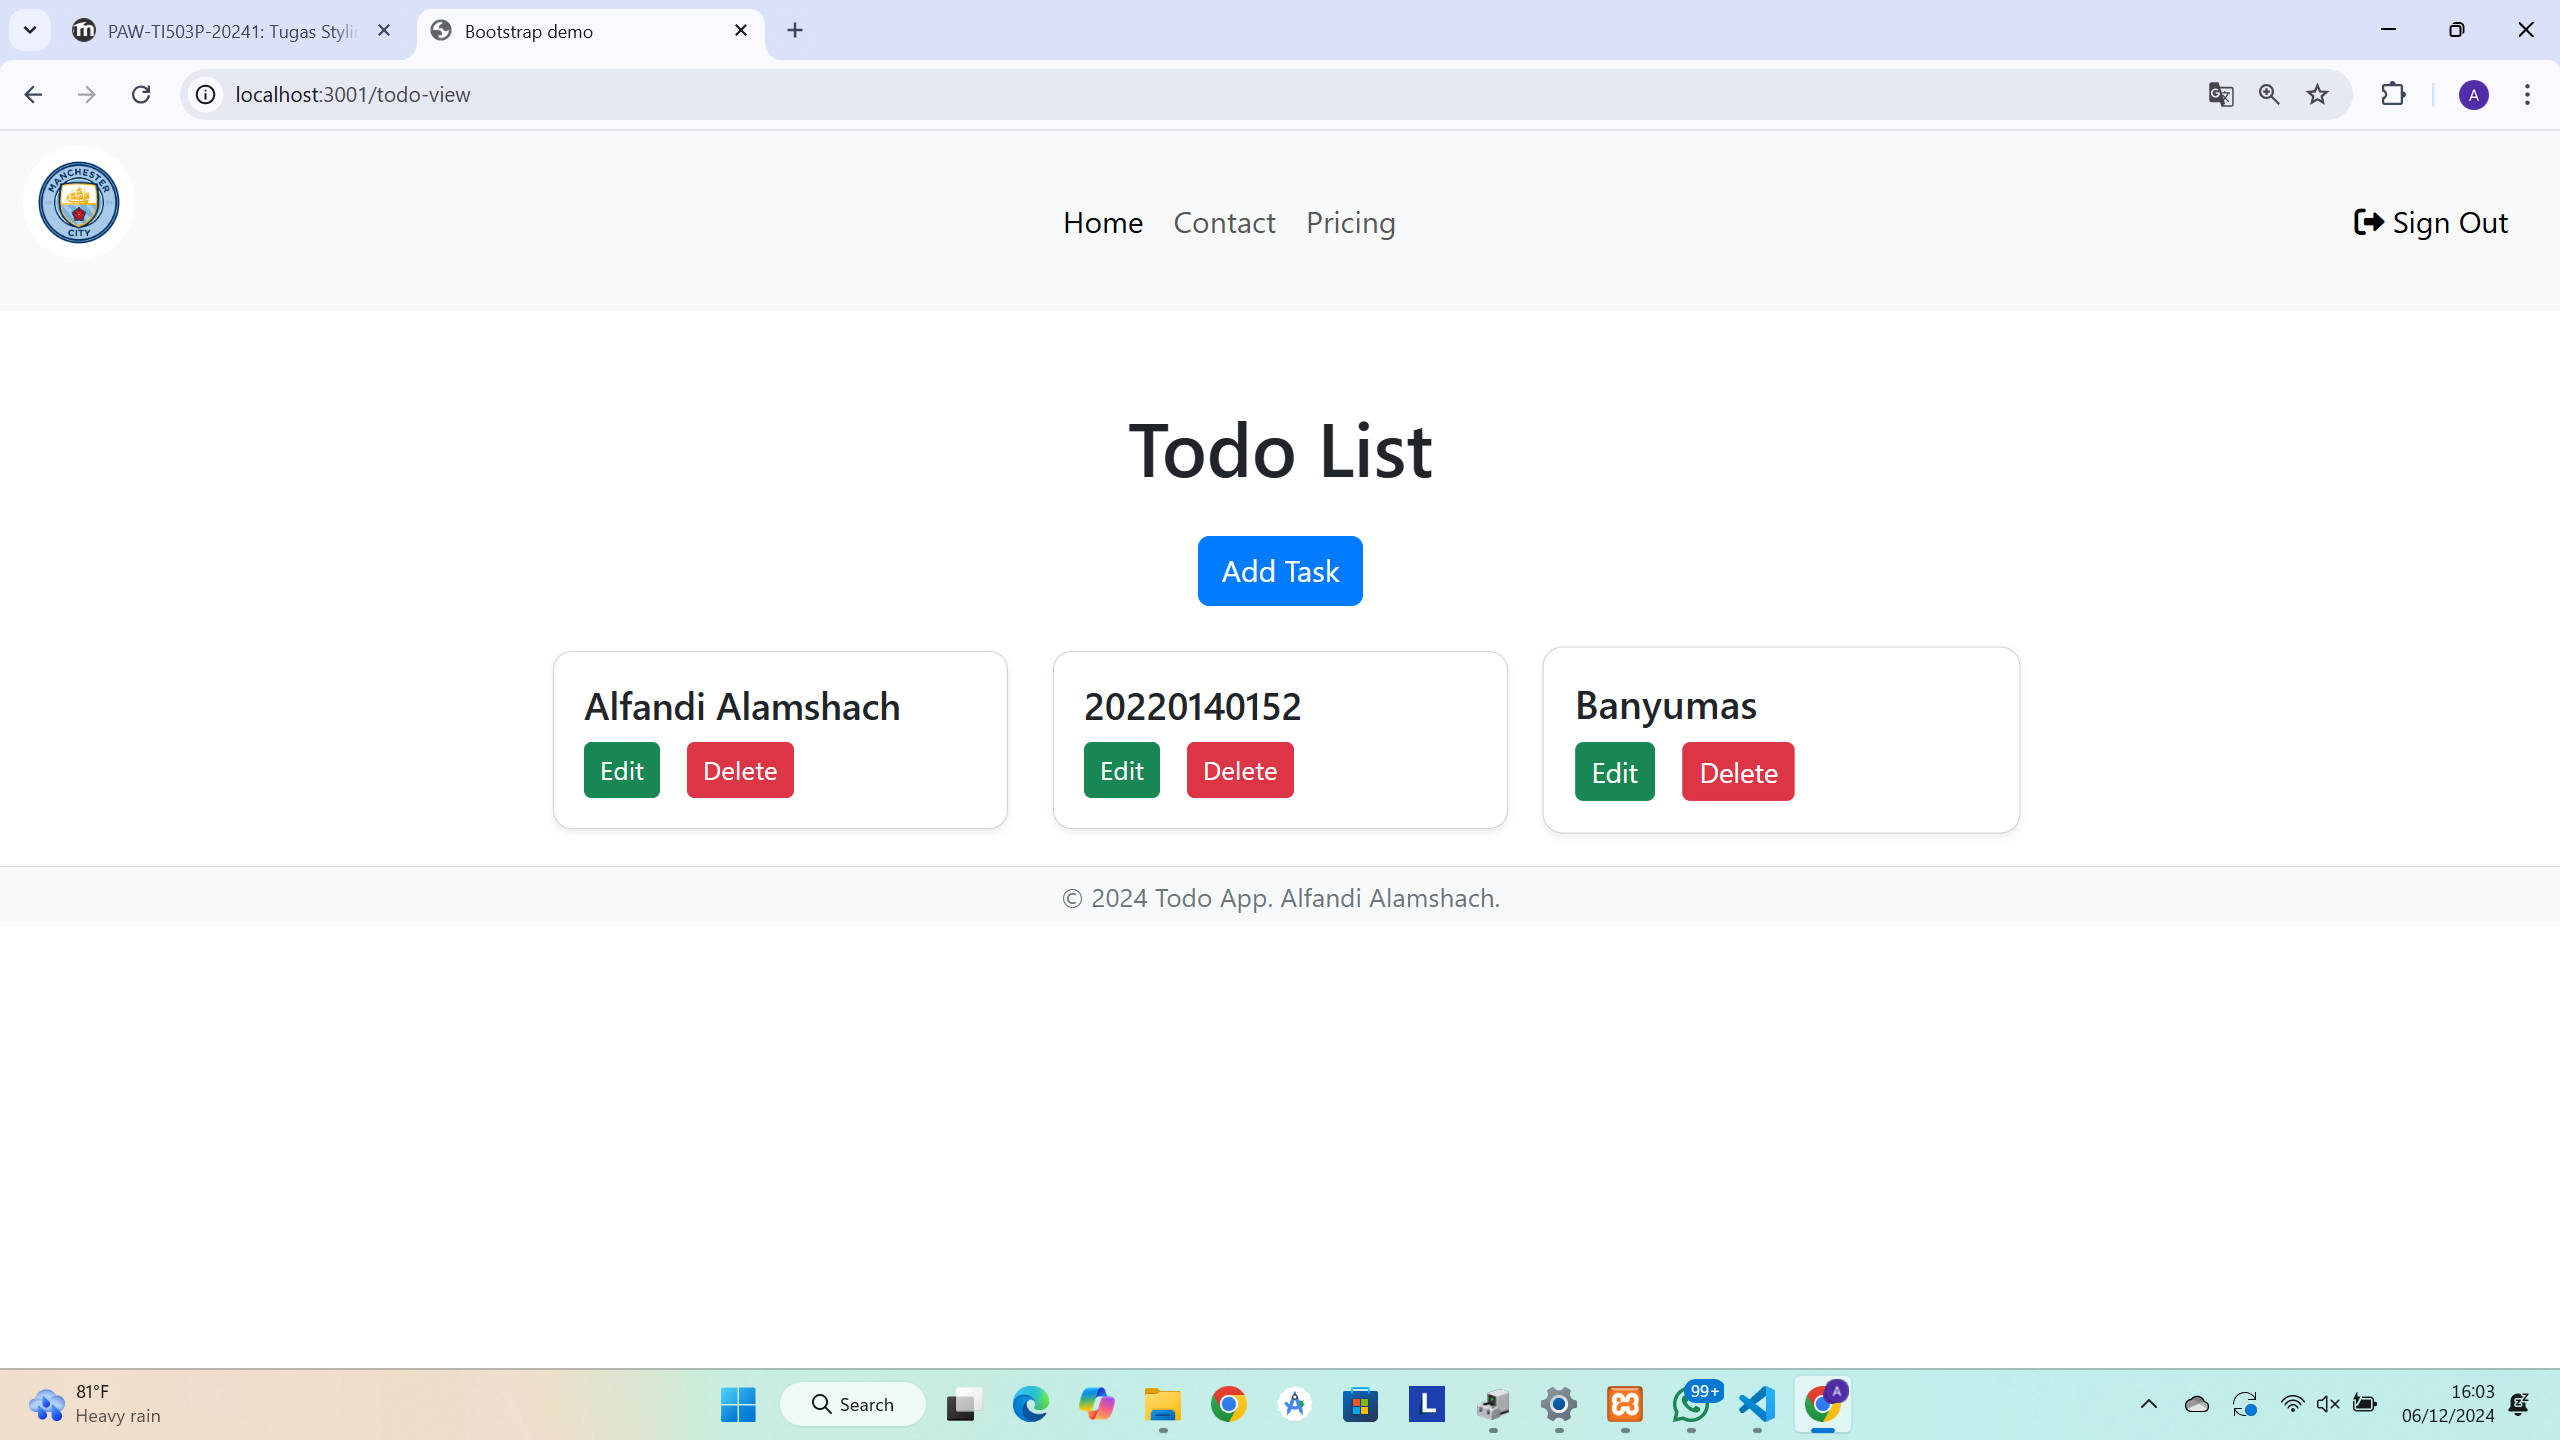 PAW-TI503P-20241: Tugas Styli
Bootstrap demo
localhost:3001/todo-view
A
MANCHESTER
CITY
Home Contact Pricing
Sign Out
Todo List
Add Task
Alfandi Alamshach
Edit Delete
20220140152
Edit Delete
Banyumas
Edit Delete
© 2024 Todo App. Alfandi Alamshach.
81°F
Heavy rain
Search
L
99+
A
16:03
06/12/2024